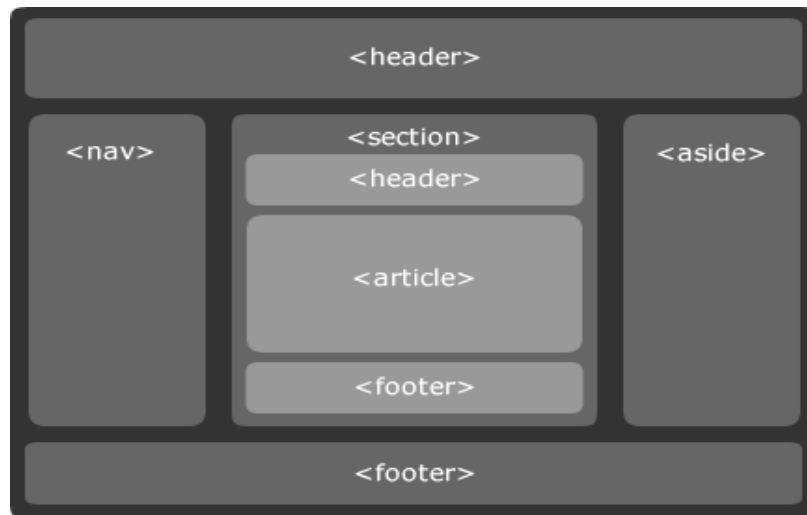 <header>
<nav>
<section>
<header>
<article>
<footer>
<aside>
<footer>